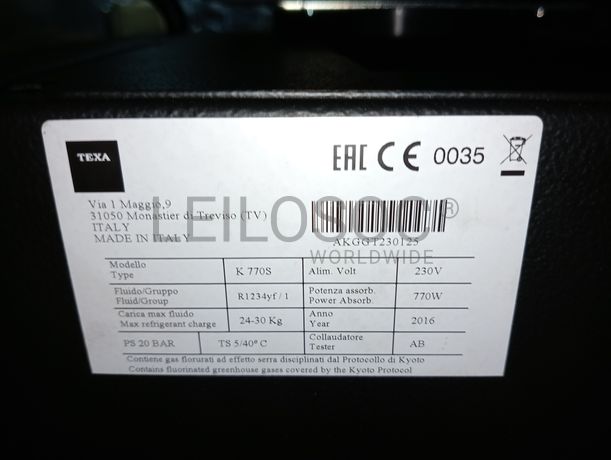 TEXA
EAC CE 0035
Via 1 Maggio,9
31050 Monastier di Treviso (TV)
ITALY
MADE IN ITALY
AKGGT230125
LEILOSOC®
WORLDWIDE
Modello
Type
K 770S
Alim. Volt
230V
Fluido/Gruppo
Fluid/Group
R1234yf / 1
Potenza assorb.
Power Absorb.
770W
Carica max fluido
Max refrigerant charge
24-30 Kg
Anno
Year
2016
PS 20 BAR
TS 5/40° C
Collaudatore
Tester
AB
Contiene gas florurati ad effetto serra disciplinati dal Protocollo di Kyoto
Contains fluorinated greenhouse gases covered by the Kyoto Protocol